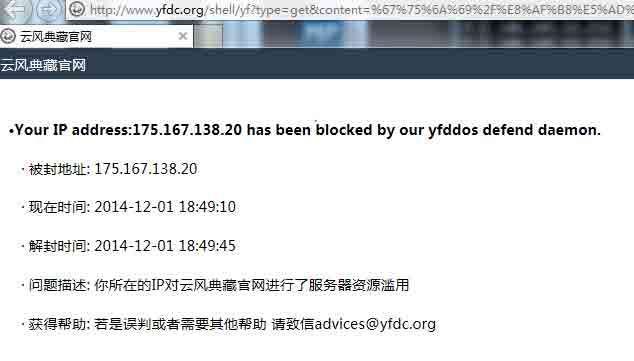 http://www.yfdc.org/shell/yf?type=get&content=%67%75%6A%69%2F%E8%AF%B8%E5%AD%
云风典藏官网
云风典藏官网
•Your IP address:175.167.138.20 has been blocked by our yfddos defend daemon.
· 被封地址: 175.167.138.20
· 现在时间: 2014-12-01 18:49:10
· 解封时间: 2014-12-01 18:49:45
· 问题描述: 你所在的IP对云风典藏官网进行了服务器资源滥用
· 获得帮助: 若是误判或者需要其他帮助 请致信advices@yfdc.org